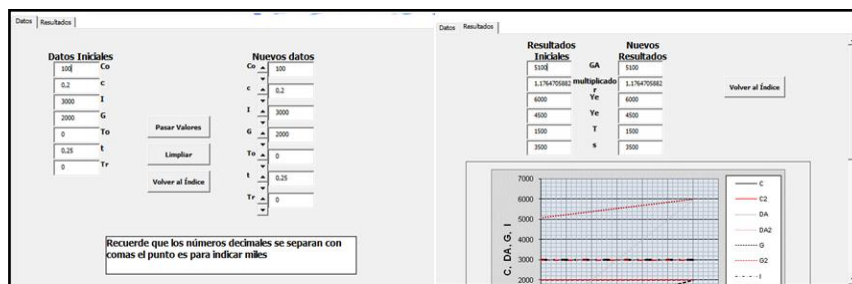 Datos Resultados
Datos Iniciales
100 Co
0,2 c
3000 I
2000 G
0 To
0,25 t
0 Tr
Pasar Valores
Limpliar
Volver al Índice
Nuevos datos
Co 100
c 0,2
I 3000
G 2000
To 0
t 0,25
Tr 0
Recuerde que los números decimales se separan con
comas el punto es para indicar miles
Datos Resultados
Resultados Nuevos
Iniciales Resultados
5100 GA 5100
1.1764705882 multiplicado 1.1764705882
r
6000 Ye 6000
4500 Ye 4500
1500 T 1500
3500 s 3500
Volver al Índice
7000
6000
5000
4000
3000
2000
C, DA, G, I
C
C2
DA
DA2
G
G2
I